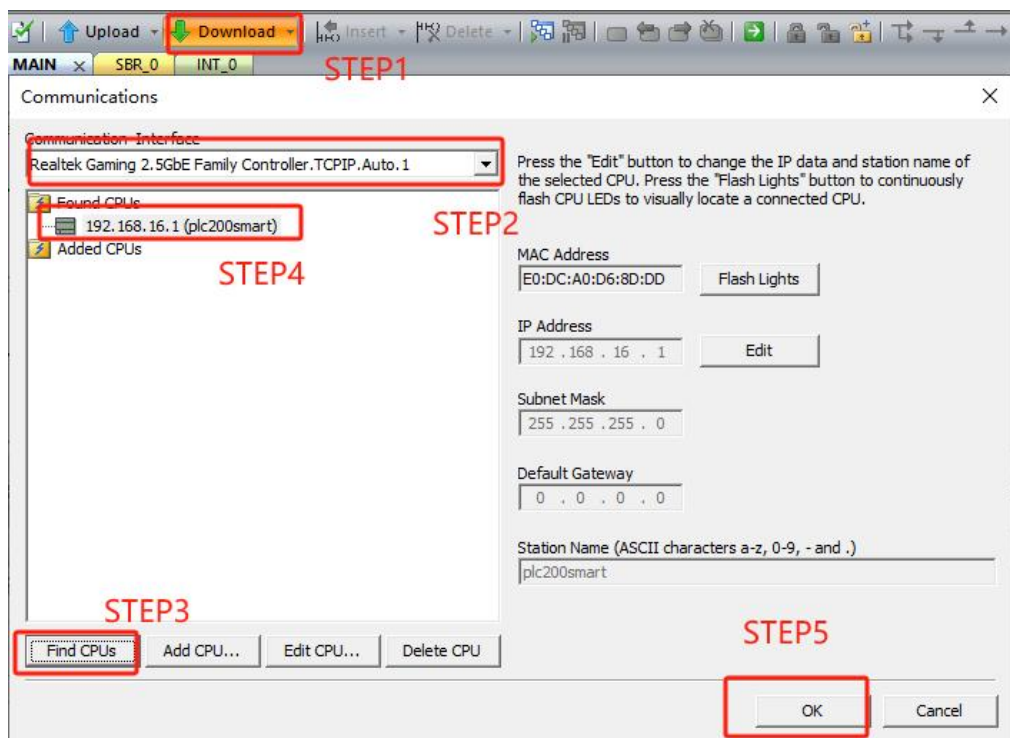 Upload Download Insert Delete
MAIN SBR_0 INT_0
STEP1
Communications
Communication Interface
Realtek Gaming 2.5GbE Family Controller.TCPIP.Auto.1
Found CPUs
192.168.16.1 (plc200smart)
STEP2
Added CPUs
STEP4
Press the "Edit" button to change the IP data and station name of
the selected CPU. Press the "Flash Lights" button to continuously
flash CPU LEDs to visually locate a connected CPU.
MAC Address
E0:DC:A0:D6:8D:DD Flash Lights
IP Address
192 .168 . 16 . 1 Edit
Subnet Mask
255 .255 .255 . 0
Default Gateway
0 . 0 . 0 . 0
Station Name (ASCII characters a-z, 0-9, - and .)
plc200smart
STEP3
Find CPUs Add CPU... Edit CPU... Delete CPU
STEP5
OK Cancel